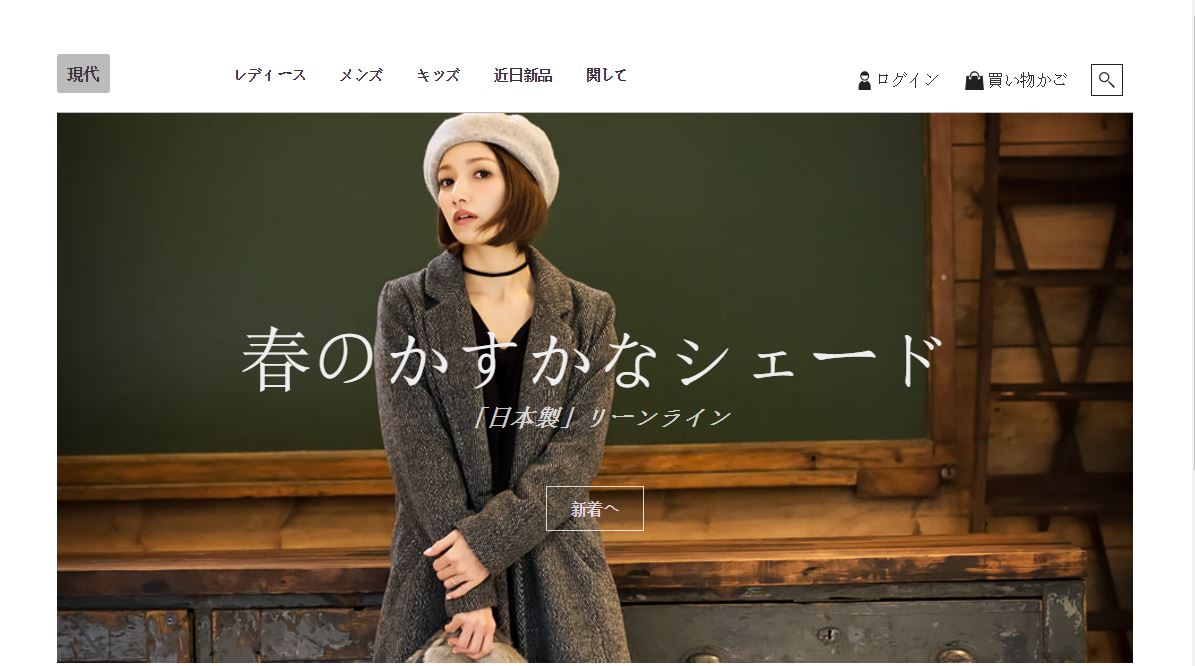 現代
レディース メンズ キッズ 近日新品 関して
ログイン 買い物かご
春のかすかなシェード
「日本製」リーンライン
新着へ